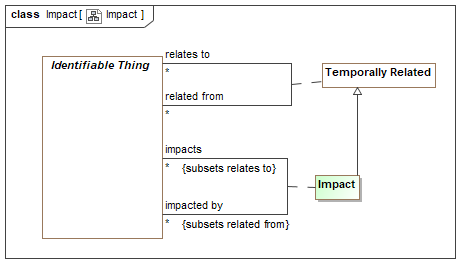 class Impact [ Impact ]
relates to
Identifiable Thing
*
Temporally Related
related from
*
impacts
* {subsets relates to}
Impact
impacted by
* {subsets related from}